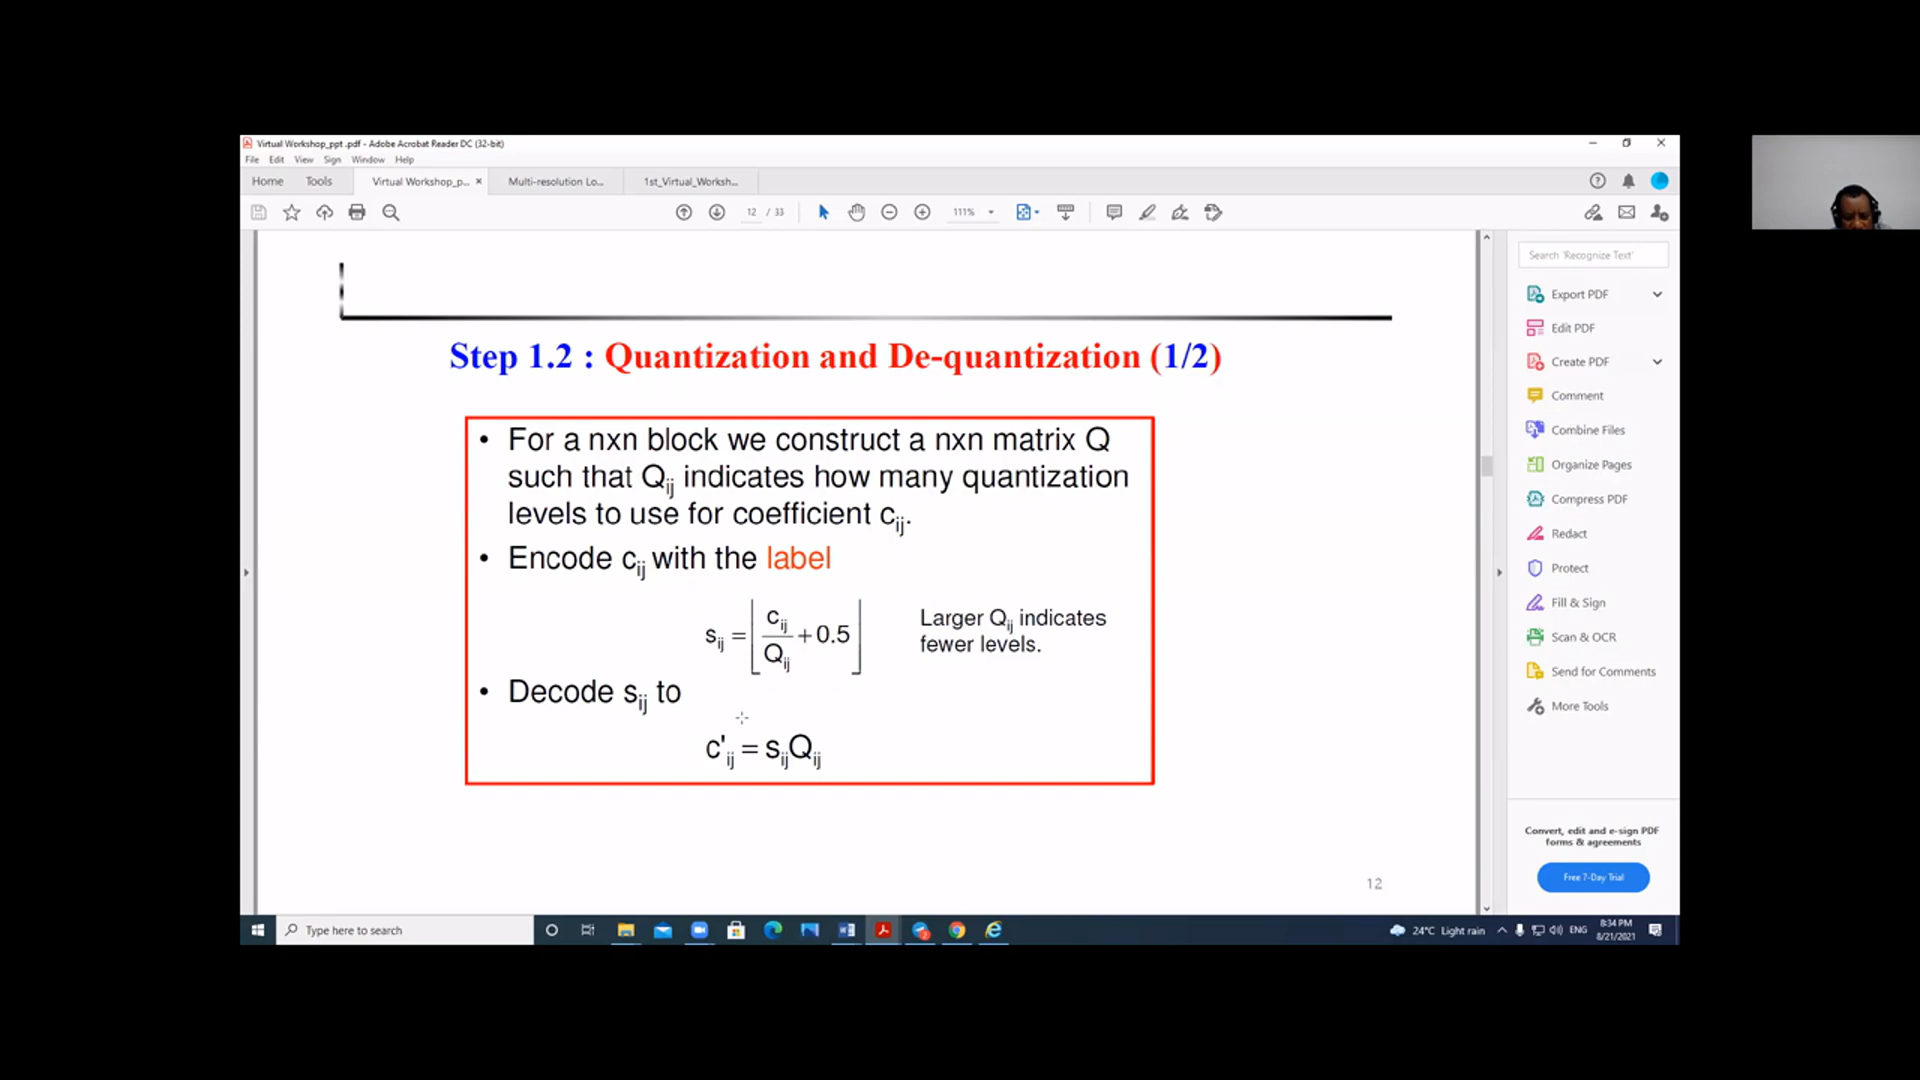 Virtual Workshop_ppt .pdf - Adobe Acrobat Reader DC (32-bit)
File Edit View Sign Window Help
Home Tools Virtual Workshop_p... × Multi-resolution Lo... 1st_Virtual_Worksh...
12 / 33 111%
Search 'Recognize Text'
Export PDF
Edit PDF
Create PDF
Comment
Combine Files
Organize Pages
Compress PDF
Redact
Protect
Fill & Sign
Scan & OCR
Send for Comments
More Tools
Convert, edit and e-sign PDF
forms & agreements
Free 7-Day Trial
Step 1.2 : Quantization and De-quantization (1/2)
• For a nxn block we construct a nxn matrix Q
such that Qij indicates how many quantization
levels to use for coefficient cij.
• Encode cij with the label
sij = ⌊cij/Qij + 0.5⌋
Larger Qij indicates
fewer levels.
• Decode sij to
c'ij = sijQij
12
Type here to search
24°C Light rain ENG 8:34 PM
8/21/2021